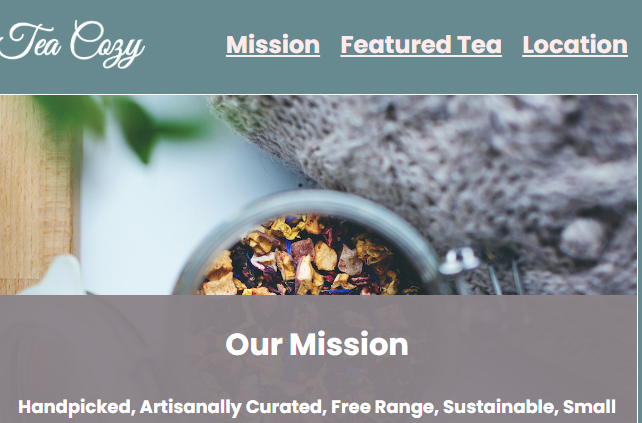 Tea Cozy
Mission Featured Tea Location
Our Mission
Handpicked, Artisanally Curated, Free Range, Sustainable, Small